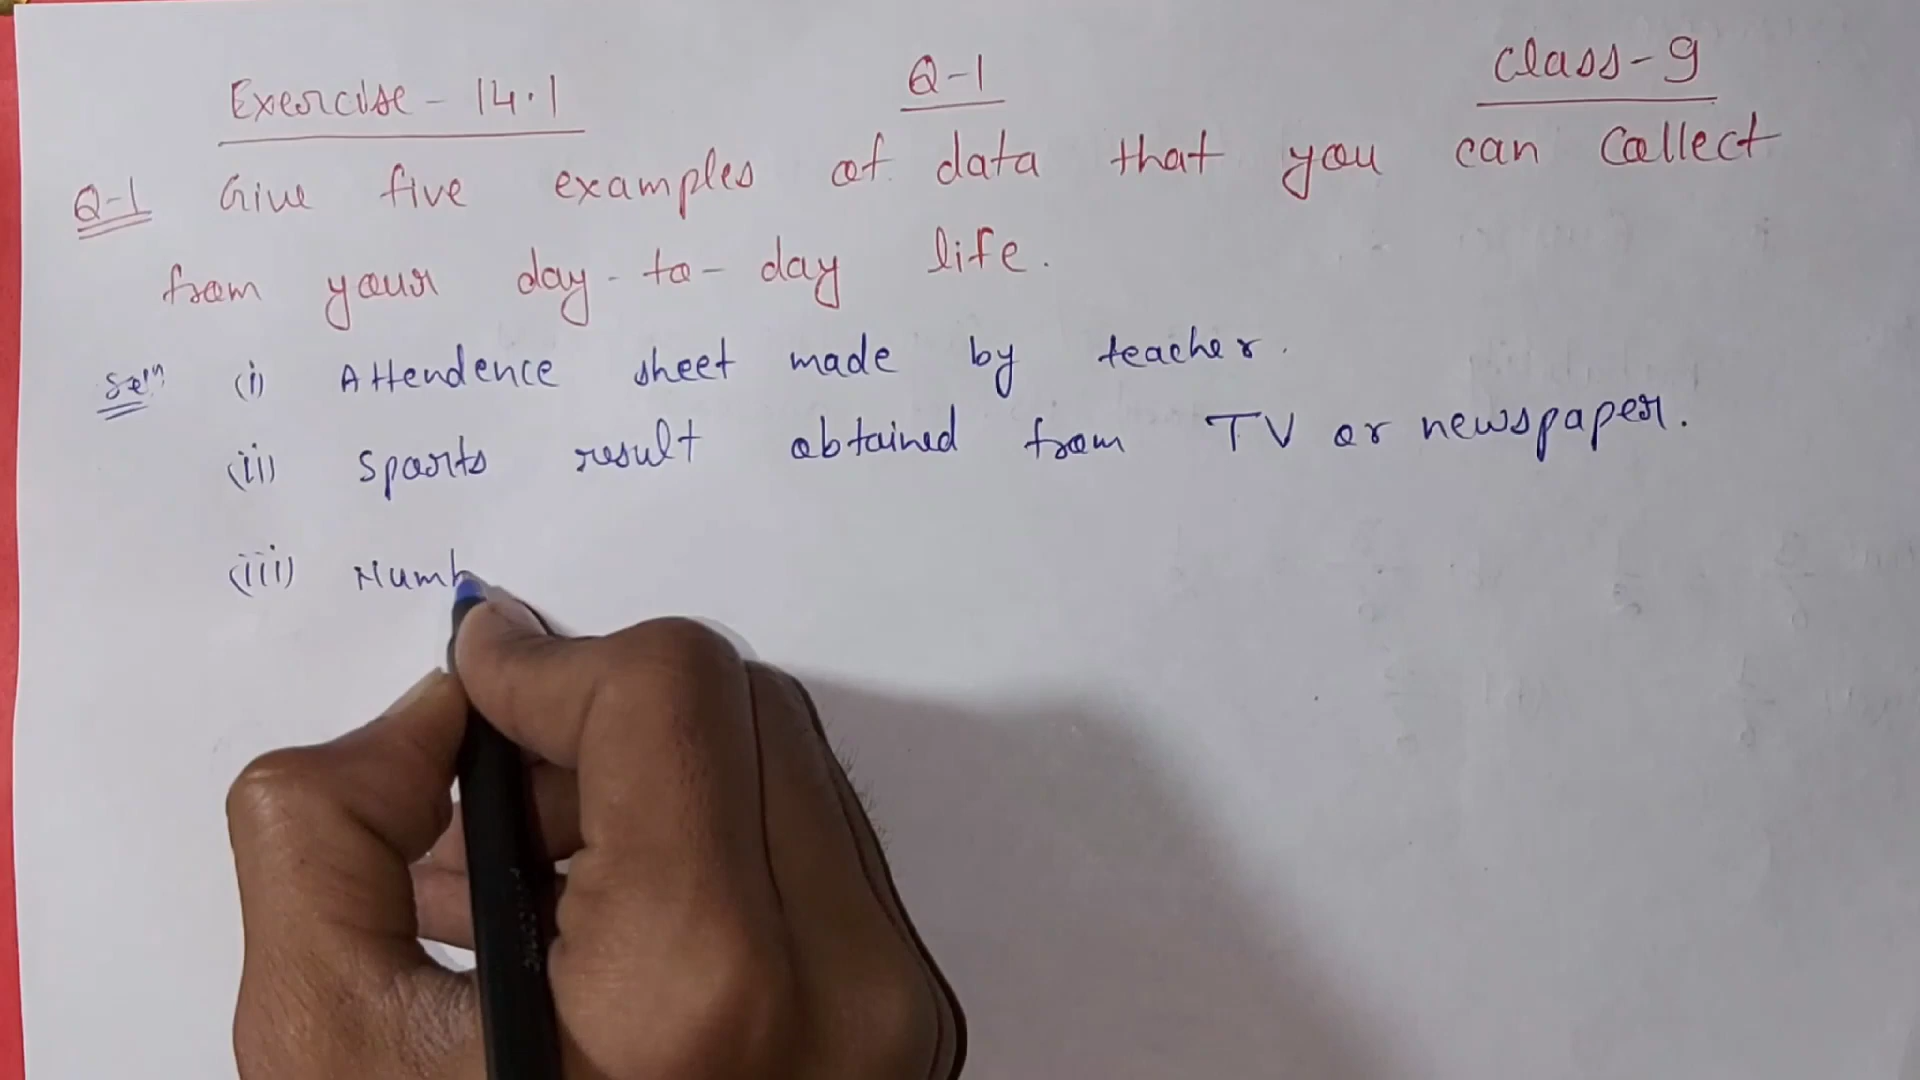 Exercise - 14.1 Q-1 Class-9
Q-1 Give five examples of data that you can collect
from your day-to-day life.
Soln (i) Attendence sheet made by teacher.
(ii) Sports result obtained from TV or newspaper.
(iii) Numb